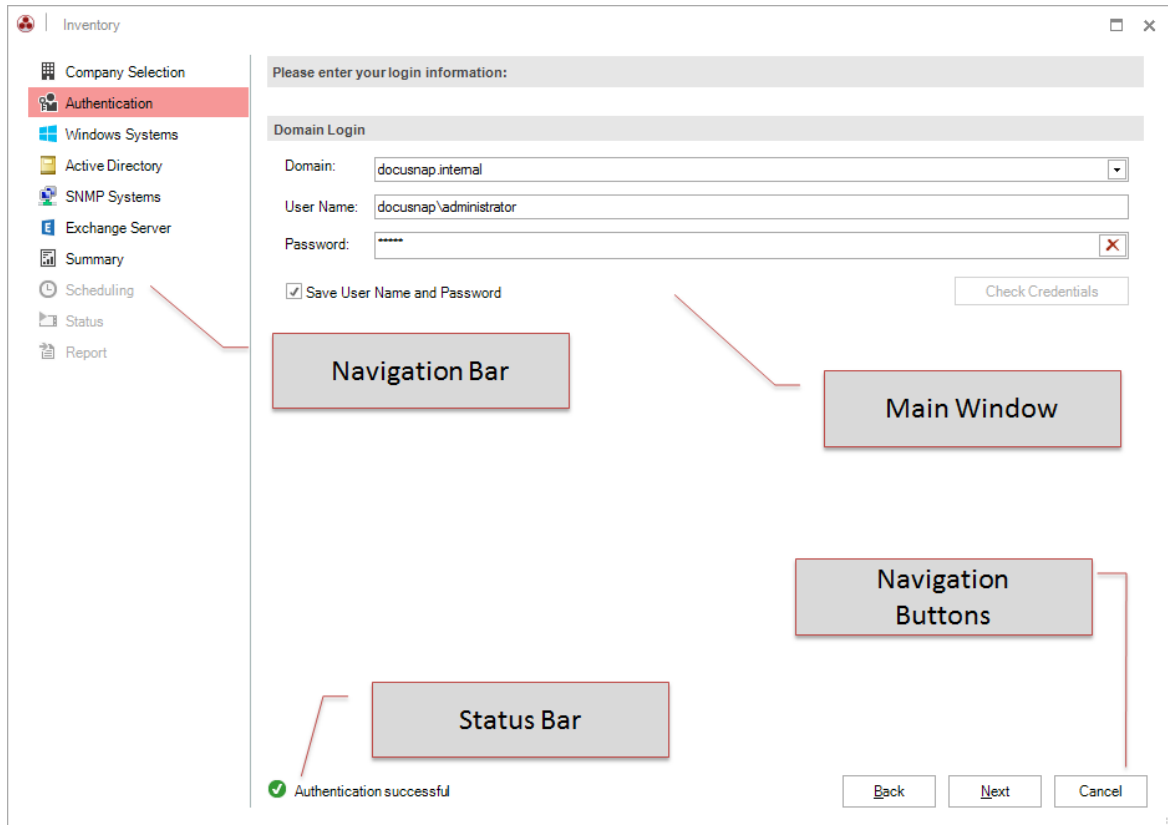 Inventory
Company Selection
Authentication
Windows Systems
Active Directory
SNMP Systems
Exchange Server
Summary
Scheduling
Status
Report
Please enter your login information:
Domain Login
Domain: docusnap.internal
User Name: docusnap\administrator
Password: *****
Save User Name and Password
Check Credentials
Navigation Bar
Main Window
Navigation
Buttons
Status Bar
Authentication successful
Back Next Cancel